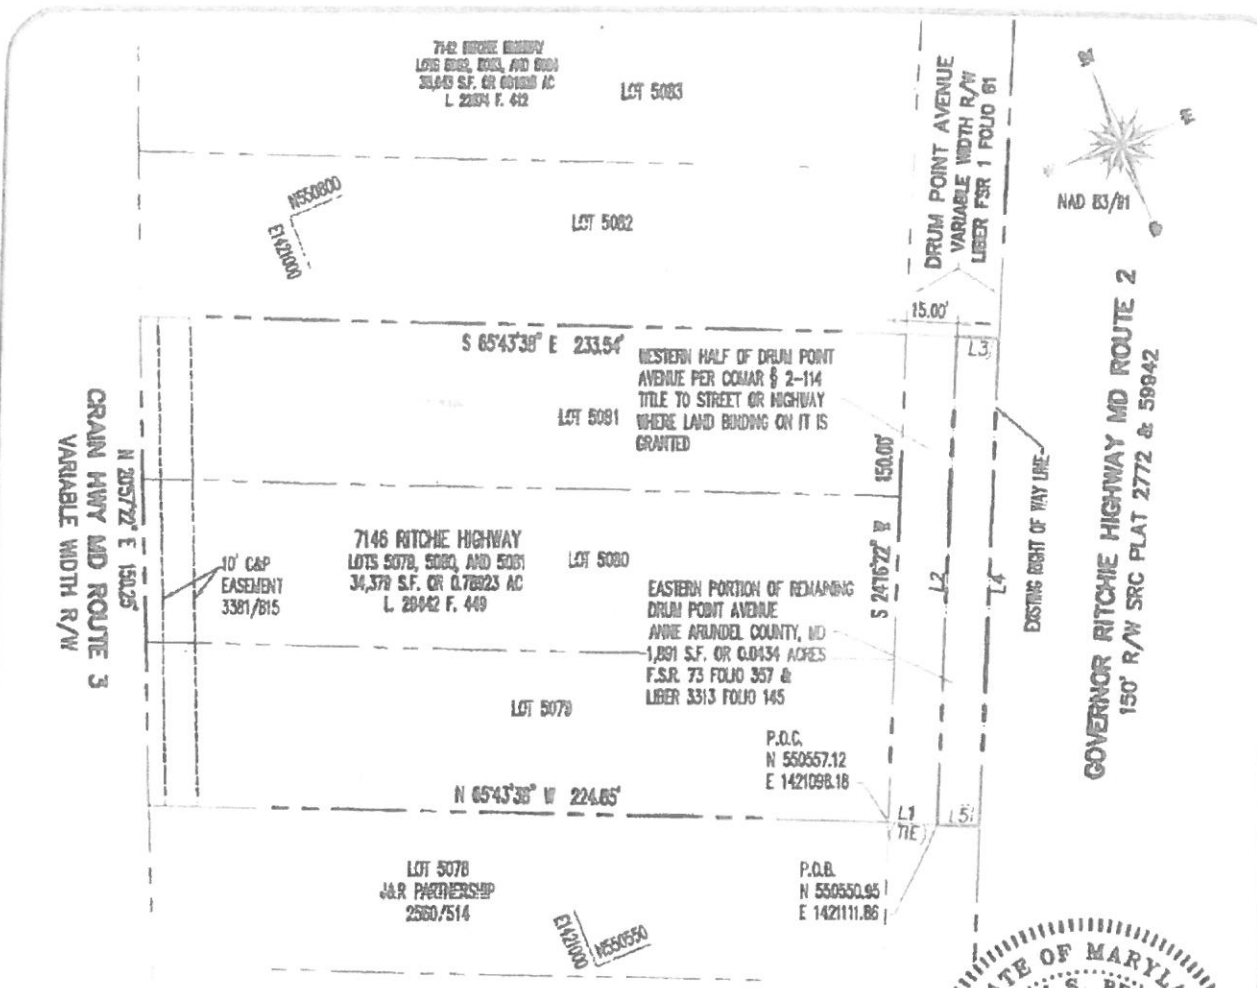 7142 RITCHIE HIGHWAY
LOTS 5082, 5083, AND 5084
L. 22874 F. 412
LOT 5083
DRUM POINT AVENUE
VARIABLE WIDTH R/W
LIBER FSR 1 FOLIO 61
NAD 83/91
N550800
E1421000
LOT 5082
15.00'
S 65°43'38" E 233.54'
L3
WESTERN HALF OF DRUM POINT
AVENUE PER COMAR § 2-114
TITLE TO STREET OR HIGHWAY
WHERE LAND BINDING ON IT IS
GRANTED
LOT 5081
150.00'
S 24°16'22" W
EXISTING RIGHT OF WAY LINE
GOVERNOR RITCHIE HIGHWAY MD ROUTE 2
150' R/W SRC PLAT 2772 & 59942
N 20°57'22" E 150.25'
CRAIN HWY MD ROUTE 3
VARIABLE WIDTH R/W
10' C&P
EASEMENT
3381/815
7146 RITCHIE HIGHWAY
LOTS 5079, 5080, AND 5081
34,379 S.F. OR 0.78923 AC
L. 29442 F. 449
LOT 5080
EASTERN PORTION OF REMAINING
DRUM POINT AVENUE
ANNE ARUNDEL COUNTY, MD
1,891 S.F. OR 0.0434 ACRES
F.S.R. 73 FOLIO 357 &
LIBER 3313 FOLIO 145
L2
L4
LOT 5079
P.O.C.
N 550557.12
E 1421098.18
N 65°43'38" W 224.65'
L1
(TIE)
L5
LOT 5078
J&R PARTNERSHIP
2560/514
P.O.B.
N 550550.95
E 1421111.86
E1421000
N550550